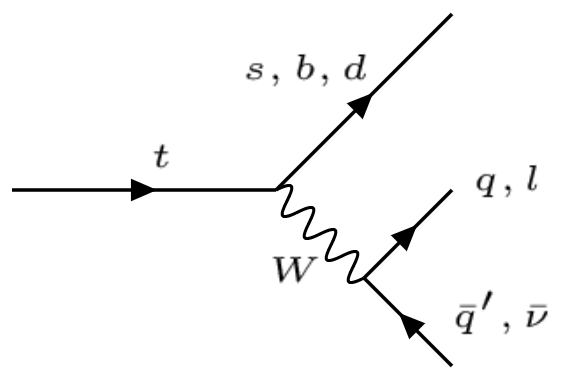 s, b, d
t
q, l
W
q̄′, ν̄